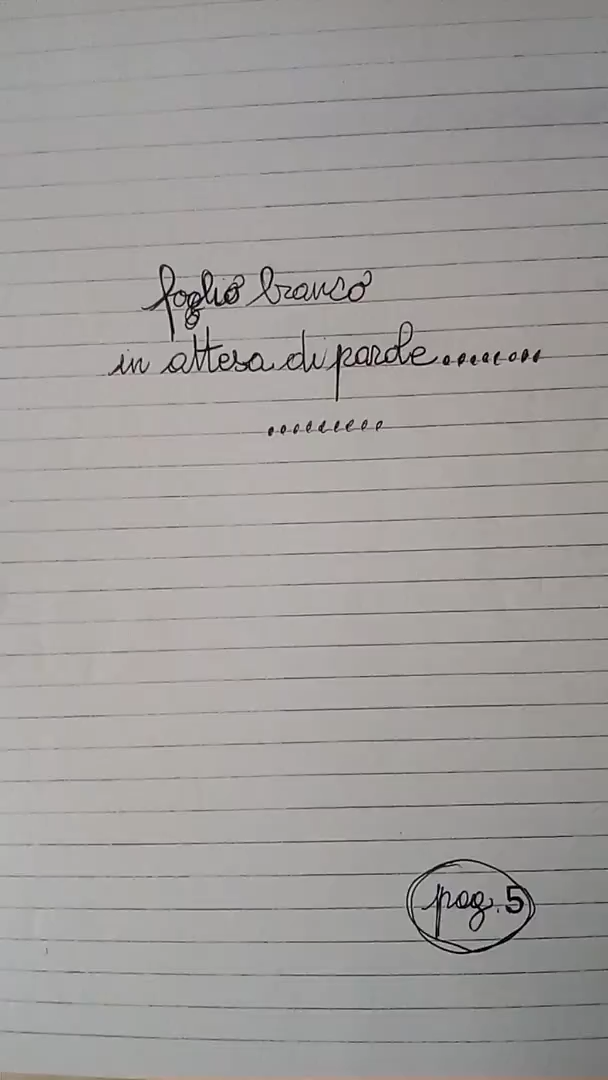 foglio bianco
in attesa di parole.........
.........
pag. 5